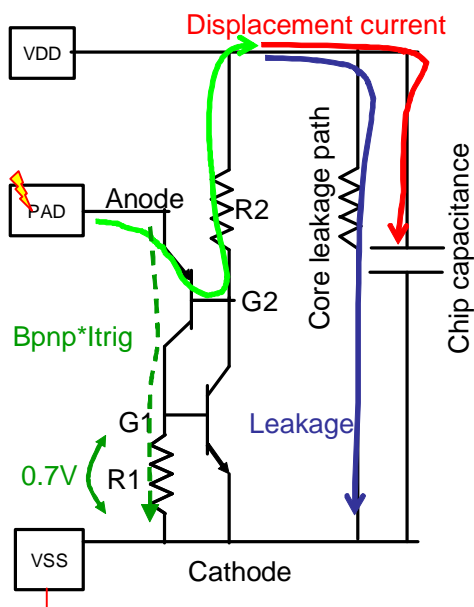 Displacement current
VDD
PAD
Anode
R2
Core leakage path
Chip capacitance
G2
Bpnp*Itrig
G1
Leakage
0.7V
R1
VSS
Cathode